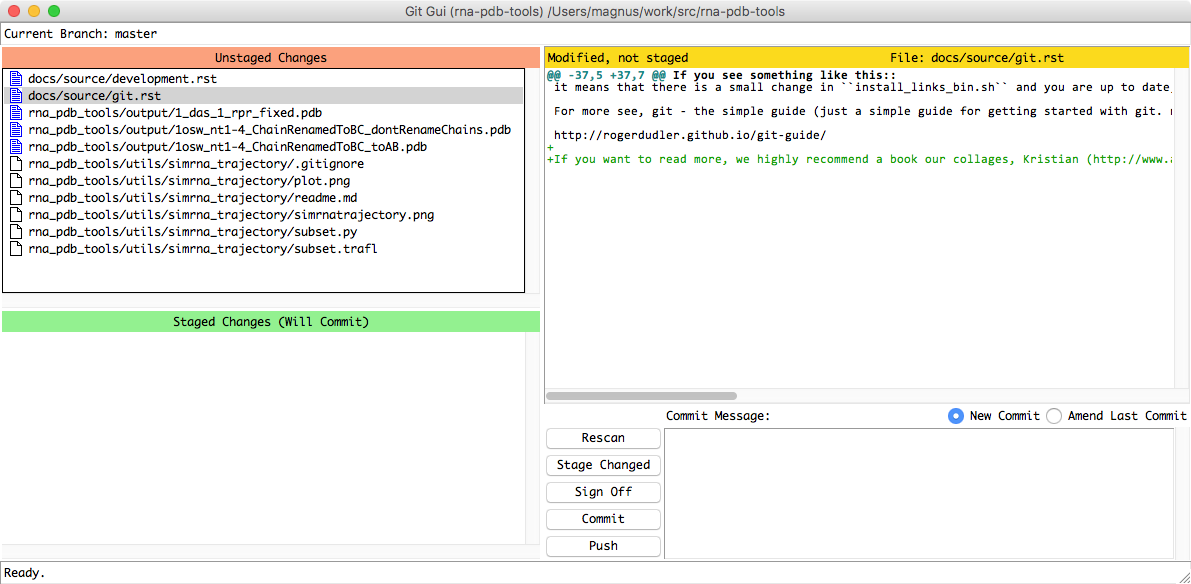 Git Gui (rna-pdb-tools) /Users/magnus/work/src/rna-pdb-tools
Current Branch: master
Unstaged Changes
docs/source/development.rst
docs/source/git.rst
rna_pdb_tools/output/1_das_1_rpr_fixed.pdb
rna_pdb_tools/output/1osw_nt1-4_ChainRenamedToBC_dontRenameChains.pdb
rna_pdb_tools/output/1osw_nt1-4_ChainRenamedToBC_toAB.pdb
rna_pdb_tools/utils/simrna_trajectory/.gitignore
rna_pdb_tools/utils/simrna_trajectory/plot.png
rna_pdb_tools/utils/simrna_trajectory/readme.md
rna_pdb_tools/utils/simrna_trajectory/simrnatrajectory.png
rna_pdb_tools/utils/simrna_trajectory/subset.py
rna_pdb_tools/utils/simrna_trajectory/subset.trafl
Staged Changes (Will Commit)
Modified, not staged File: docs/source/git.rst
@@ -37,5 +37,7 @@ If you see something like this::
it means that there is a small change in ``install_links_bin.sh`` and you are up to date
For more see, git - the simple guide (just a simple guide for getting started with git.
http://rogerdudler.github.io/git-guide/
+
+If you want to read more, we highly recommend a book our collages, Kristian (http://www.
Commit Message: New Commit Amend Last Commit
Rescan
Stage Changed
Sign Off
Commit
Push
Ready.